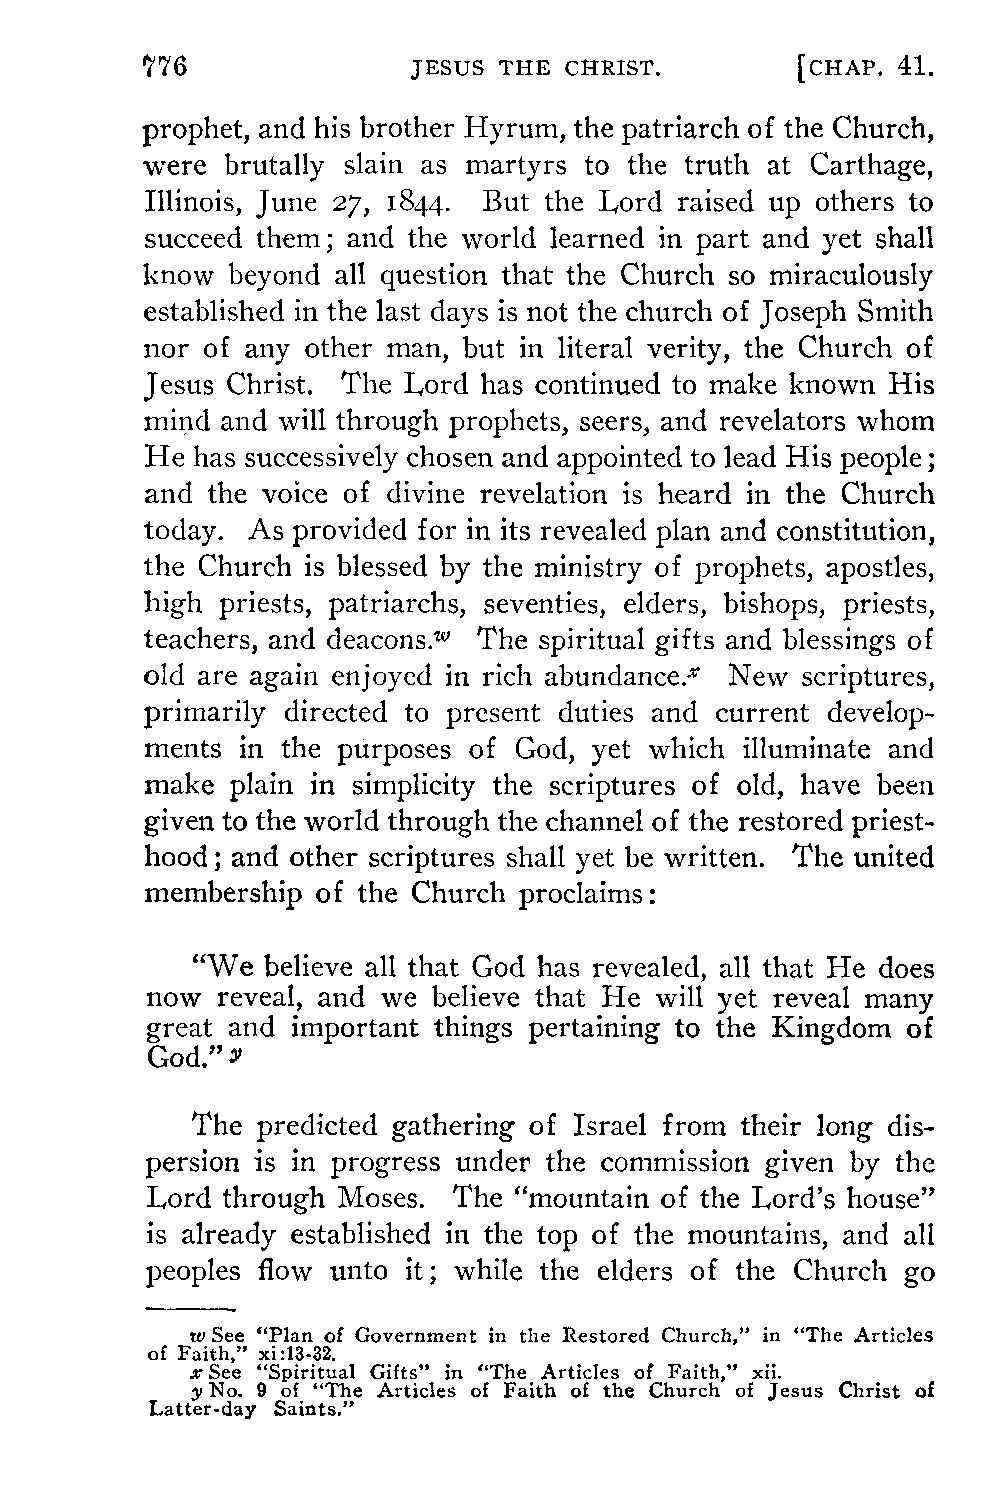 776 JESUS THE CHRIST. [CHAP. 41.
prophet, and his brother Hyrum, the patriarch of the Church,
were brutally slain as martyrs to the truth at Carthage,
Illinois, June 27, 1844. But the Lord raised up others to
succeed them; and the world learned in part and yet shall
know beyond all question that the Church so miraculously
established in the last days is not the church of Joseph Smith
nor of any other man, but in literal verity, the Church of
Jesus Christ. The Lord has continued to make known His
mind and will through prophets, seers, and revelators whom
He has successively chosen and appointed to lead His people;
and the voice of divine revelation is heard in the Church
today. As provided for in its revealed plan and constitution,
the Church is blessed by the ministry of prophets, apostles,
high priests, patriarchs, seventies, elders, bishops, priests,
teachers, and deacons.w The spiritual gifts and blessings of
old are again enjoyed in rich abundance.x New scriptures,
primarily directed to present duties and current develop-
ments in the purposes of God, yet which illuminate and
make plain in simplicity the scriptures of old, have been
given to the world through the channel of the restored priest-
hood; and other scriptures shall yet be written. The united
membership of the Church proclaims:
“We believe all that God has revealed, all that He does
now reveal, and we believe that He will yet reveal many
great and important things pertaining to the Kingdom of
God.” y
The predicted gathering of Israel from their long dis-
persion is in progress under the commission given by the
Lord through Moses. The “mountain of the Lord’s house”
is already established in the top of the mountains, and all
peoples flow unto it; while the elders of the Church go
w See “Plan of Government in the Restored Church,” in “The Articles
of Faith,” xi:13-32.
x See “Spiritual Gifts” in “The Articles of Faith,” xii.
y No. 9 of “The Articles of Faith of the Church of Jesus Christ of
Latter-day Saints.”